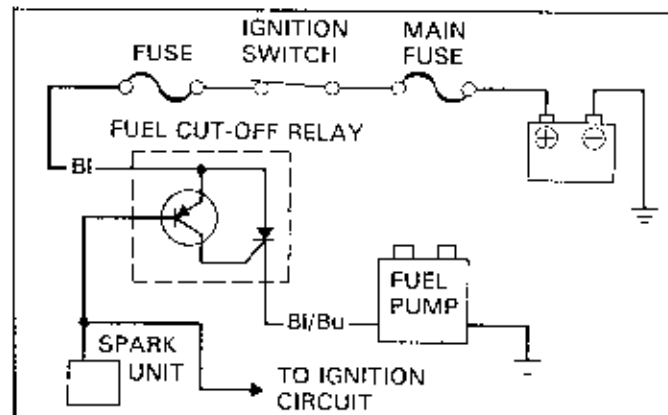 IGNITION
SWITCH
MAIN
FUSE
FUSE
FUEL CUT-OFF RELAY
Bl
⊕
⊖
FUEL
PUMP
Bl/Bu
SPARK
UNIT
TO IGNITION
CIRCUIT